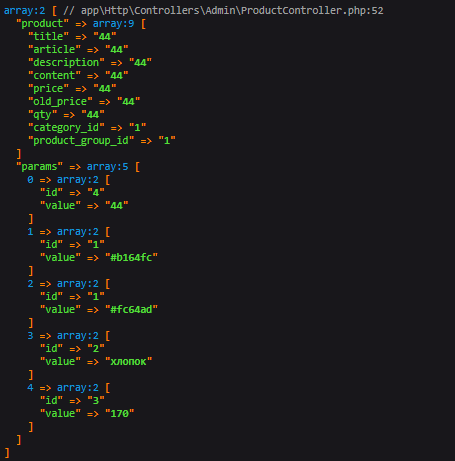 array:2 [ // app\Http\Controllers\Admin\ProductController.php:52
  "product" => array:9 [
    "title" => "44"
    "article" => "44"
    "description" => "44"
    "content" => "44"
    "price" => "44"
    "old_price" => "44"
    "qty" => "44"
    "category_id" => "1"
    "product_group_id" => "1"
  ]
  "params" => array:5 [
    0 => array:2 [
      "id" => "4"
      "value" => "44"
    ]
    1 => array:2 [
      "id" => "1"
      "value" => "#b164fc"
    ]
    2 => array:2 [
      "id" => "1"
      "value" => "#fc64ad"
    ]
    3 => array:2 [
      "id" => "2"
      "value" => "хлопок"
    ]
    4 => array:2 [
      "id" => "3"
      "value" => "170"
    ]
  ]
]